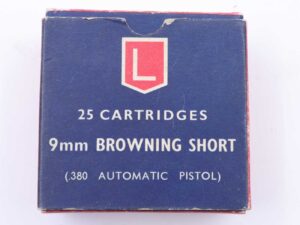 L
25 CARTRIDGES
9mm BROWNING SHORT
(.380 AUTOMATIC PISTOL)